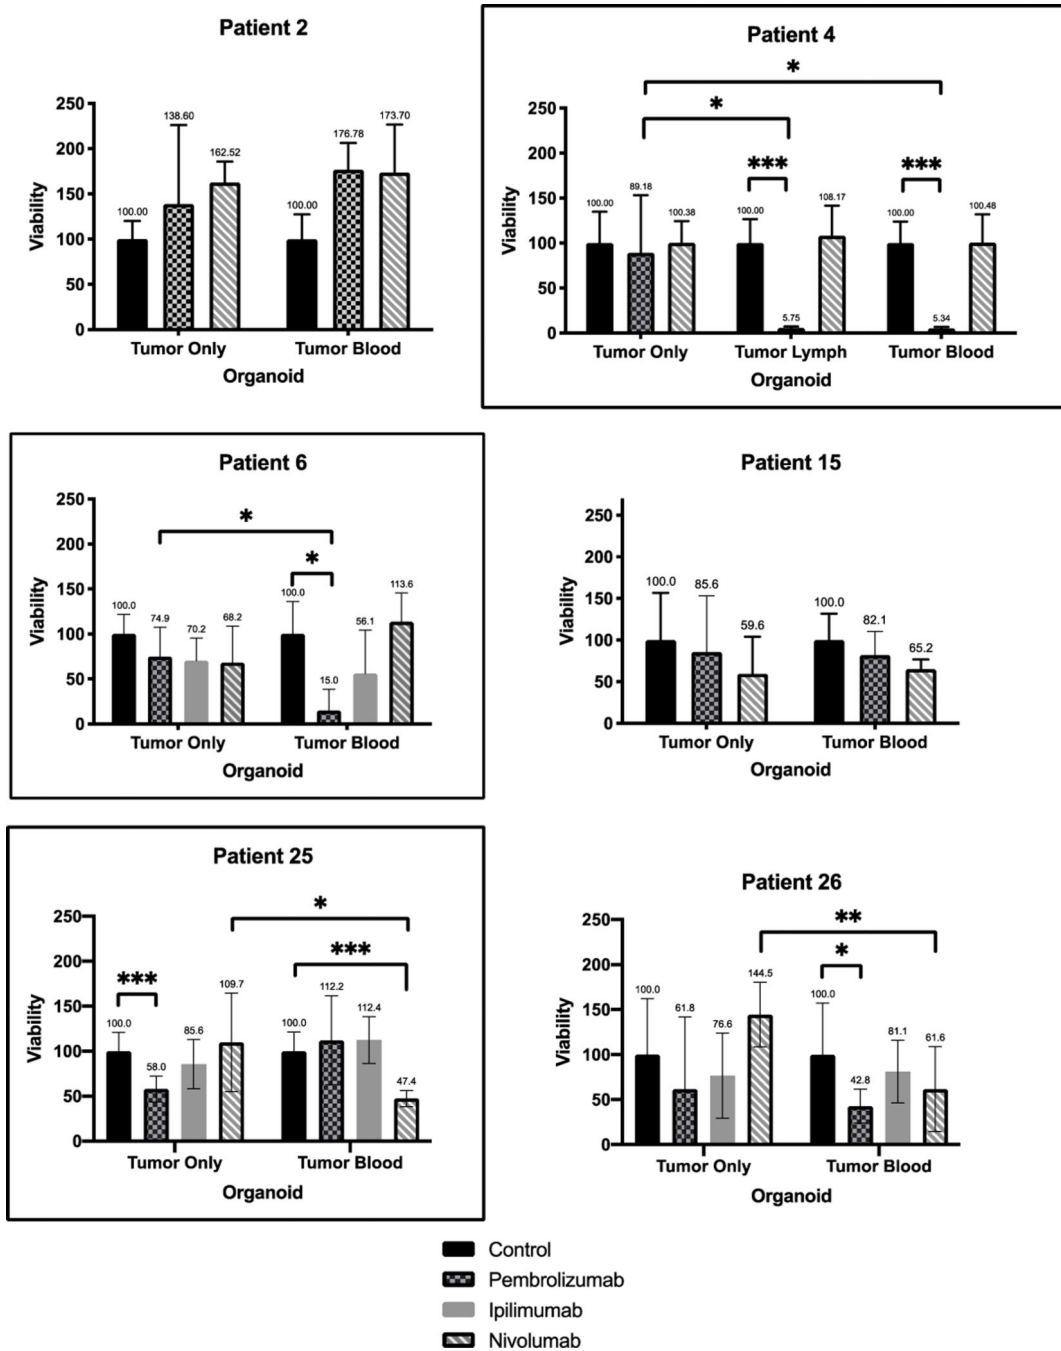 Patient 2
Viability
250
200
150
100
50
0
100.00
138.60
162.52
100.00
176.78
173.70
Tumor Only
Tumor Blood
Organoid
Patient 4
*
*
***
***
Viability
250
200
150
100
50
0
100.00
89.18
100.38
100.00
5.75
108.17
100.00
5.34
100.48
Tumor Only
Tumor Lymph
Tumor Blood
Organoid
Patient 6
*
*
Viability
250
200
150
100
50
0
100.0
74.9
70.2
68.2
100.0
15.0
56.1
113.6
Tumor Only
Tumor Blood
Organoid
Patient 15
Viability
250
200
150
100
50
0
100.0
85.6
59.6
100.0
82.1
65.2
Tumor Only
Tumor Blood
Organoid
Patient 25
*
***
***
Viability
250
200
150
100
50
0
100.0
58.0
85.6
109.7
100.0
112.2
112.4
47.4
Tumor Only
Tumor Blood
Organoid
Patient 26
**
*
Viability
250
200
150
100
50
0
100.0
61.8
76.6
144.5
100.0
42.8
81.1
61.6
Tumor Only
Tumor Blood
Organoid
Control
Pembrolizumab
Ipilimumab
Nivolumab